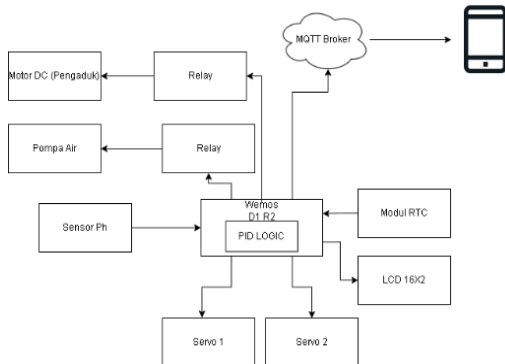 MQTT Broker
Motor DC (Pengaduk)
Relay
Pompa Air
Relay
Wemos
D1 R2
PID LOGIC
Modul RTC
Sensor Ph
LCD 16X2
Servo 1
Servo 2